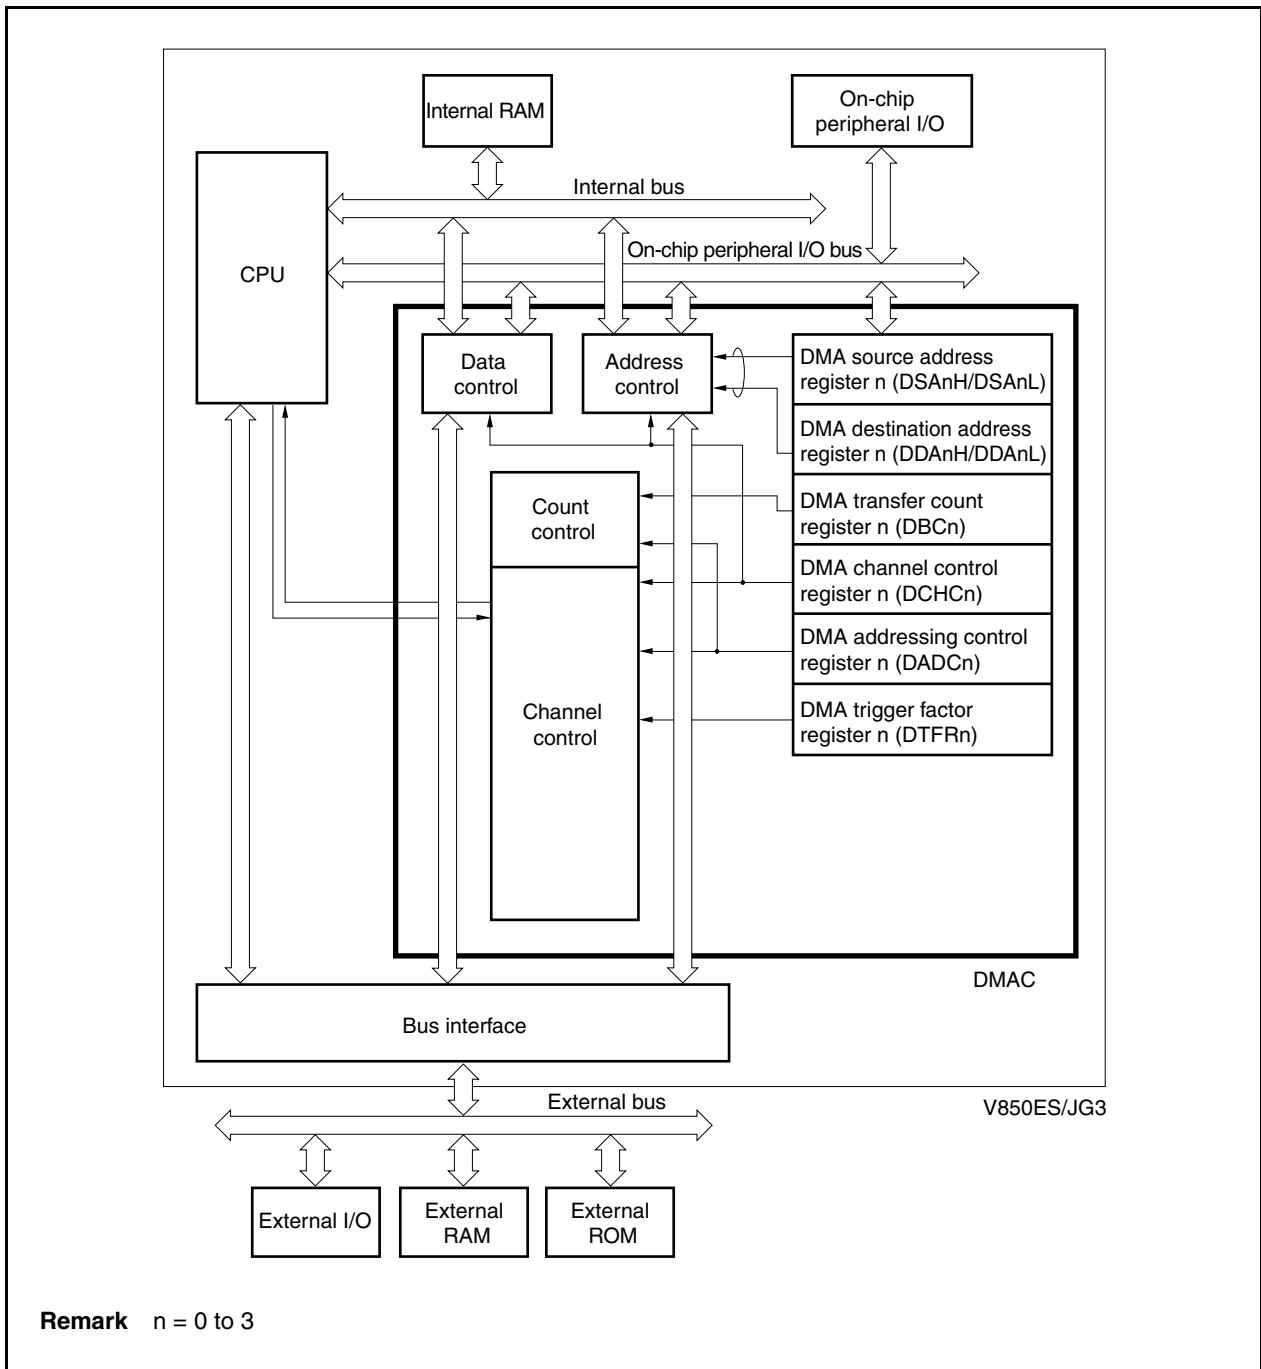 Internal RAM
On-chip
peripheral I/O
Internal bus
On-chip peripheral I/O bus
CPU
Data
control
Address
control
DMA source address
register n (DSAnH/DSAnL)
DMA destination address
register n (DDAnH/DDAnL)
Count
control
DMA transfer count
register n (DBCn)
DMA channel control
register n (DCHCn)
DMA addressing control
register n (DADCn)
Channel
control
DMA trigger factor
register n (DTFRn)
DMAC
Bus interface
V850ES/JG3
External bus
External I/O
External
RAM
External
ROM
Remark n = 0 to 3